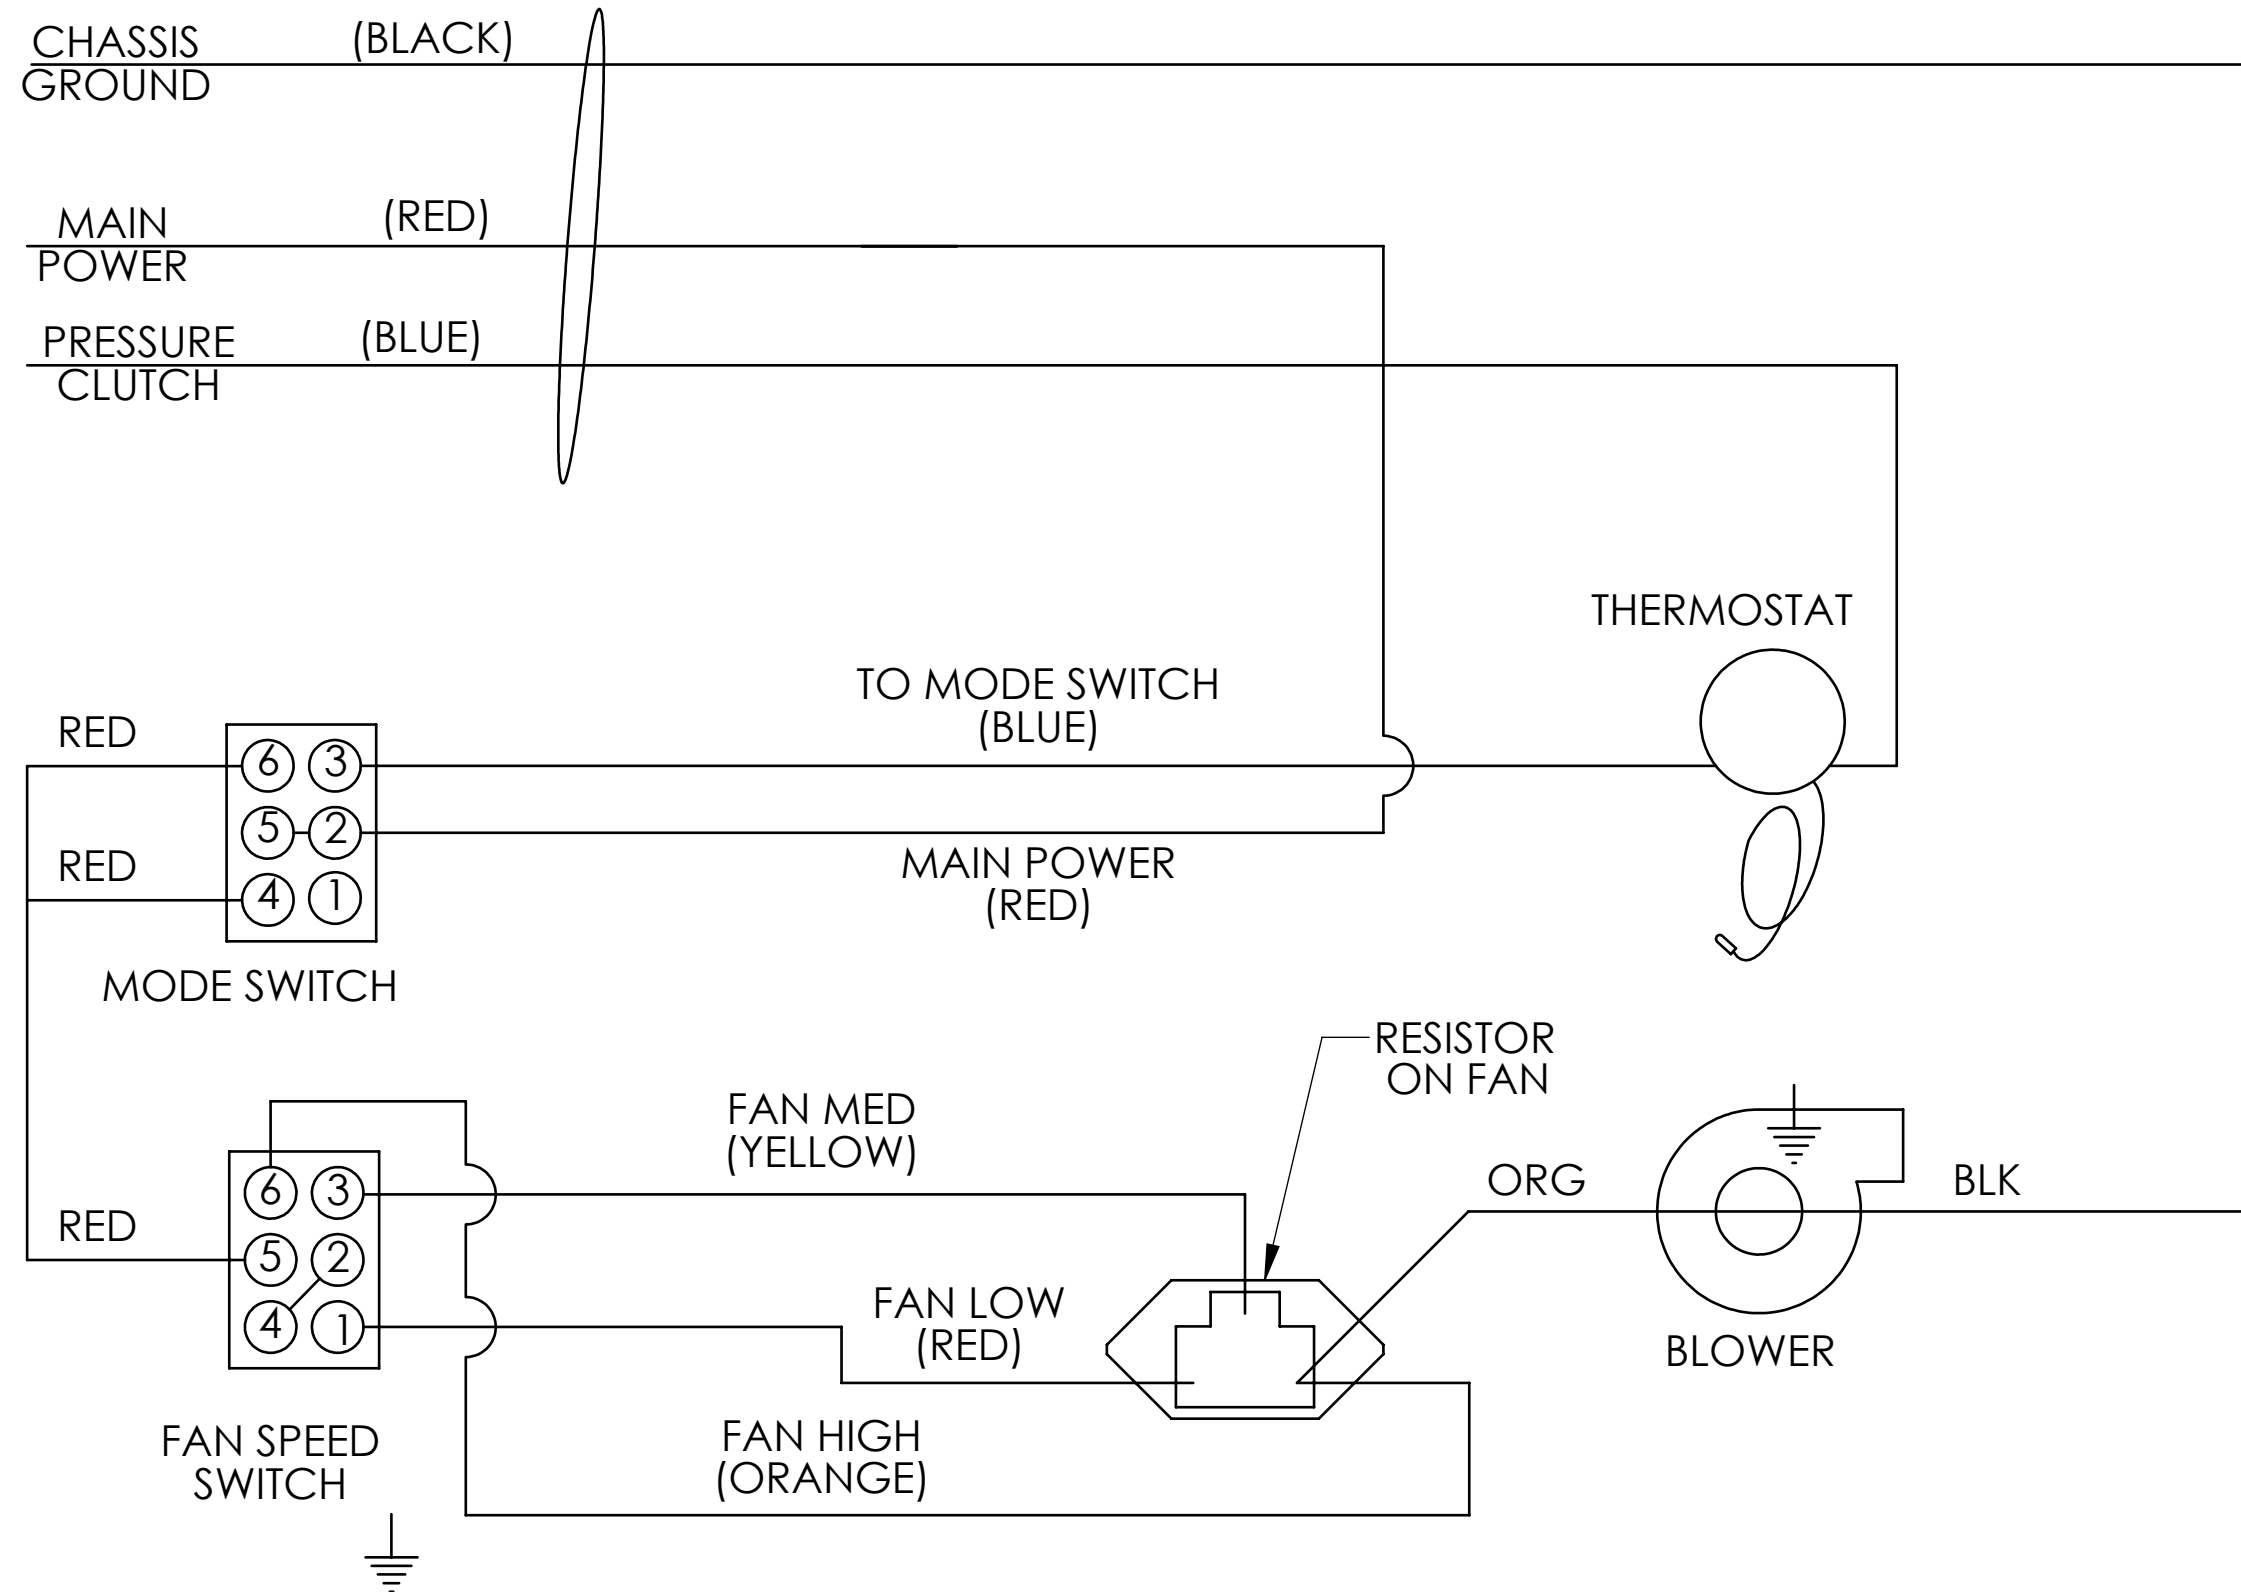 CHASSIS
GROUND
(BLACK)
MAIN
POWER
(RED)
PRESSURE
CLUTCH
(BLUE)
THERMOSTAT
TO MODE SWITCH
(BLUE)
RED
6 3
5 2
RED
4 1
MAIN POWER
(RED)
MODE SWITCH
RESISTOR
ON FAN
FAN MED
(YELLOW)
ORG
BLK
6 3
RED
5 2
4 1
FAN LOW
(RED)
BLOWER
FAN SPEED
SWITCH
FAN HIGH
(ORANGE)